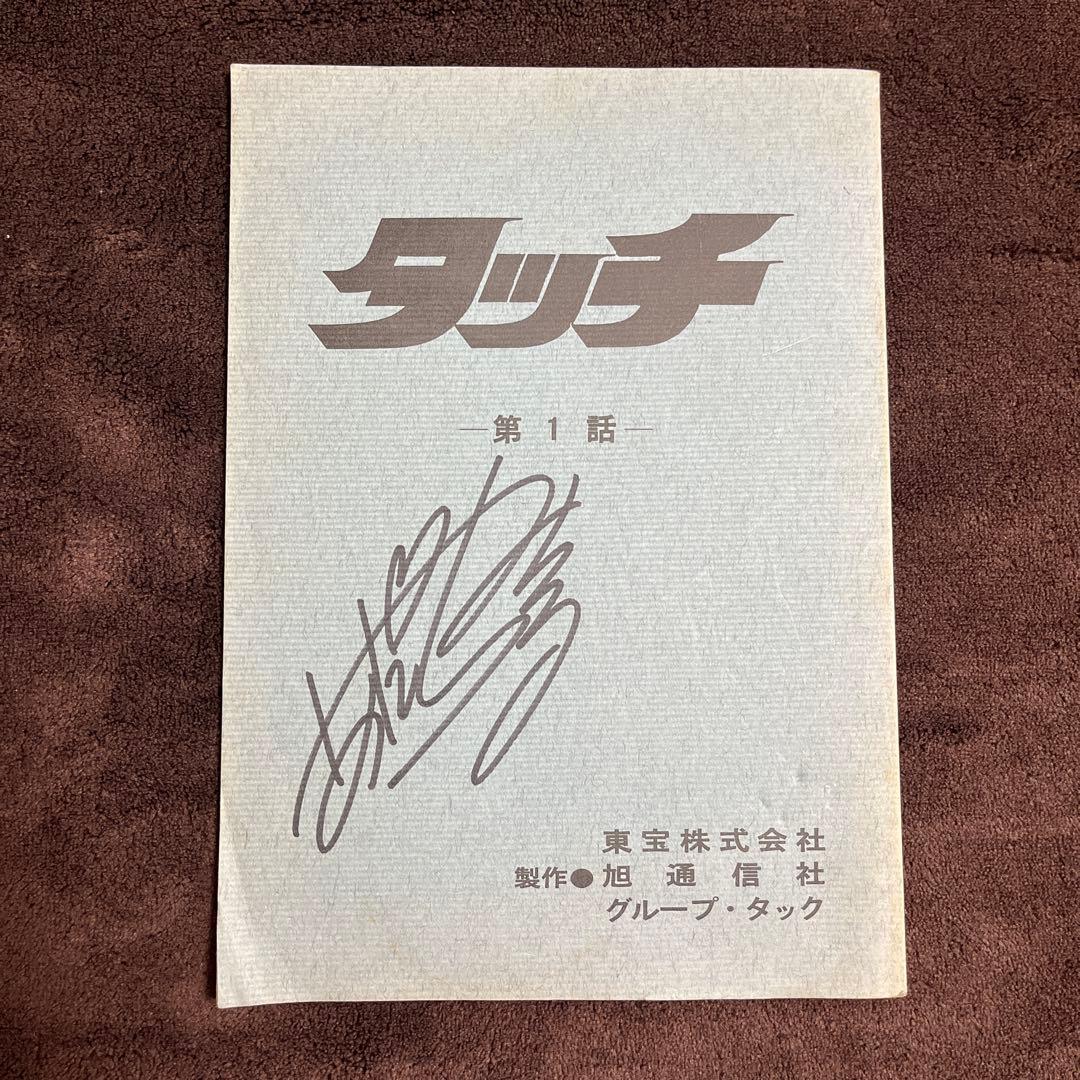 タッチ
―第1話―
東宝株式会社
製作●旭通信社
グループ・タック